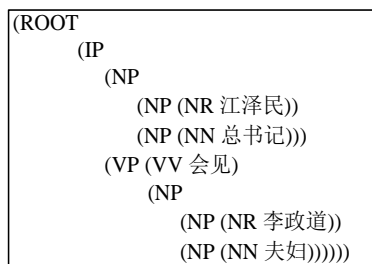 (ROOT
(IP
(NP
(NP (NR 江泽民))
(NP (NN 总书记)))
(VP (VV 会见)
(NP
(NP (NR 李政道))
(NP (NN 夫妇))))))